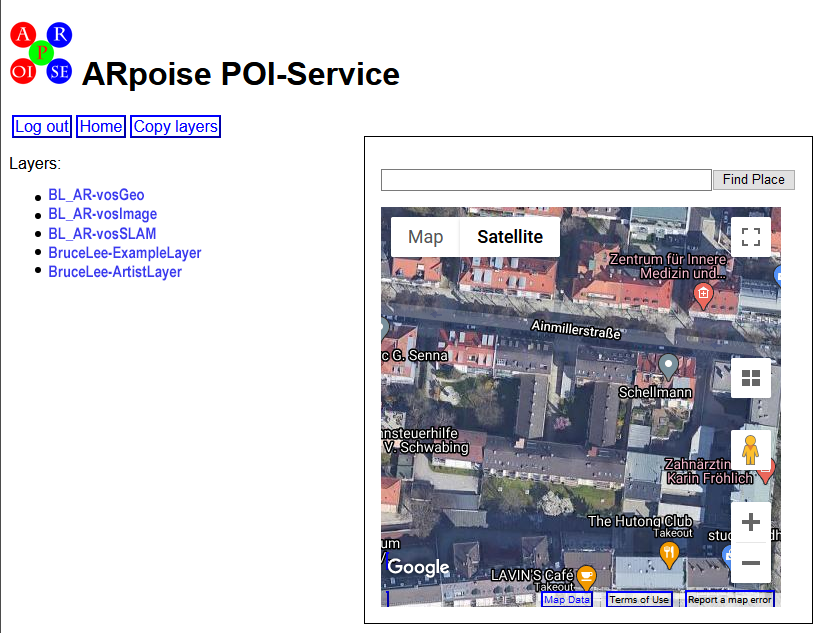 A R
P
OI SE
ARpoise POI-Service
Log out Home Copy layers
Layers:
BL_AR-vosGeo
BL_AR-vosImage
BL_AR-vosSLAM
BruceLee-ExampleLayer
BruceLee-ArtistLayer
Find Place
Map Satellite
Zentrum für Innere
Medizin und...
Ainmillerstraße
c G. Senna
Schellmann
nsteuerhilfe
V. Schwabing
Zahnärztin
Karin Fröhlich
The Hutong Club
Takeout
stu
um
Google
LAVIN'S Café
Takeout
Map Data Terms of Use Report a map error